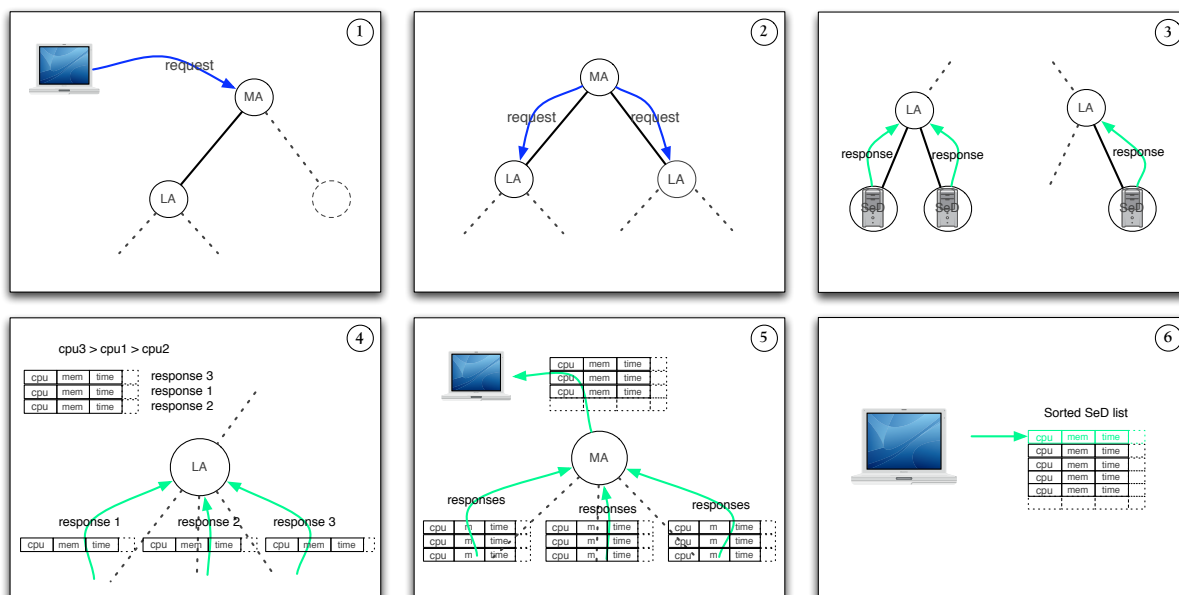 1
request
MA
LA
2
MA
request
request
LA
LA
3
LA
LA
response
response
response
SeD
SeD
SeD
4
cpu3 > cpu1 > cpu2
cpu mem time response 3
cpu mem time response 1
cpu mem time response 2
LA
response 1
response 2
response 3
cpu mem time
cpu mem time
cpu mem time
5
cpu mem time
cpu mem time
cpu mem time
MA
responses
responses
responses
cpu m time
cpu m time
cpu m time
cpu m time
cpu m time
cpu m time
cpu m time
cpu m time
cpu m time
6
Sorted SeD list
cpu mem time
cpu mem time
cpu mem time
cpu mem time
cpu mem time